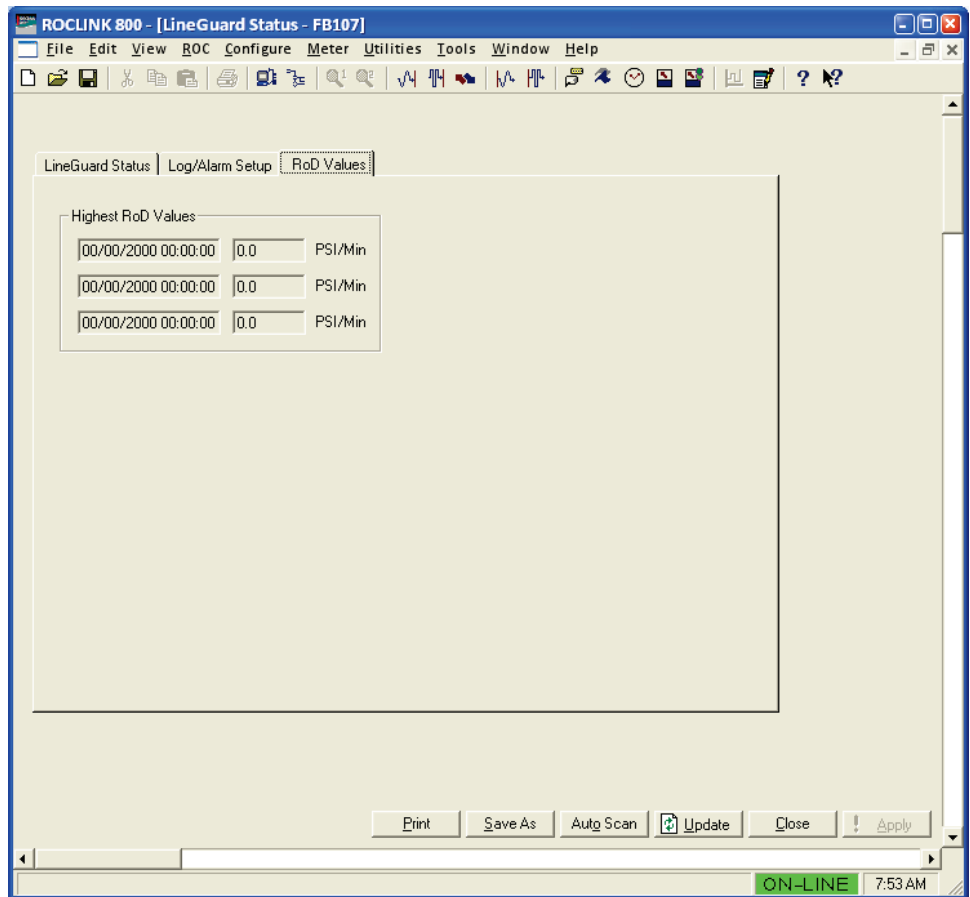 ROCLINK 800 - [LineGuard Status - FB107]
File Edit View ROC Configure Meter Utilities Tools Window Help
LineGuard Status Log/Alarm Setup RoD Values
Highest RoD Values
00/00/2000 00:00:00 0.0 PSI/Min
00/00/2000 00:00:00 0.0 PSI/Min
00/00/2000 00:00:00 0.0 PSI/Min
Print Save As Auto Scan Update Close ! Apply
ON-LINE 7:53 AM